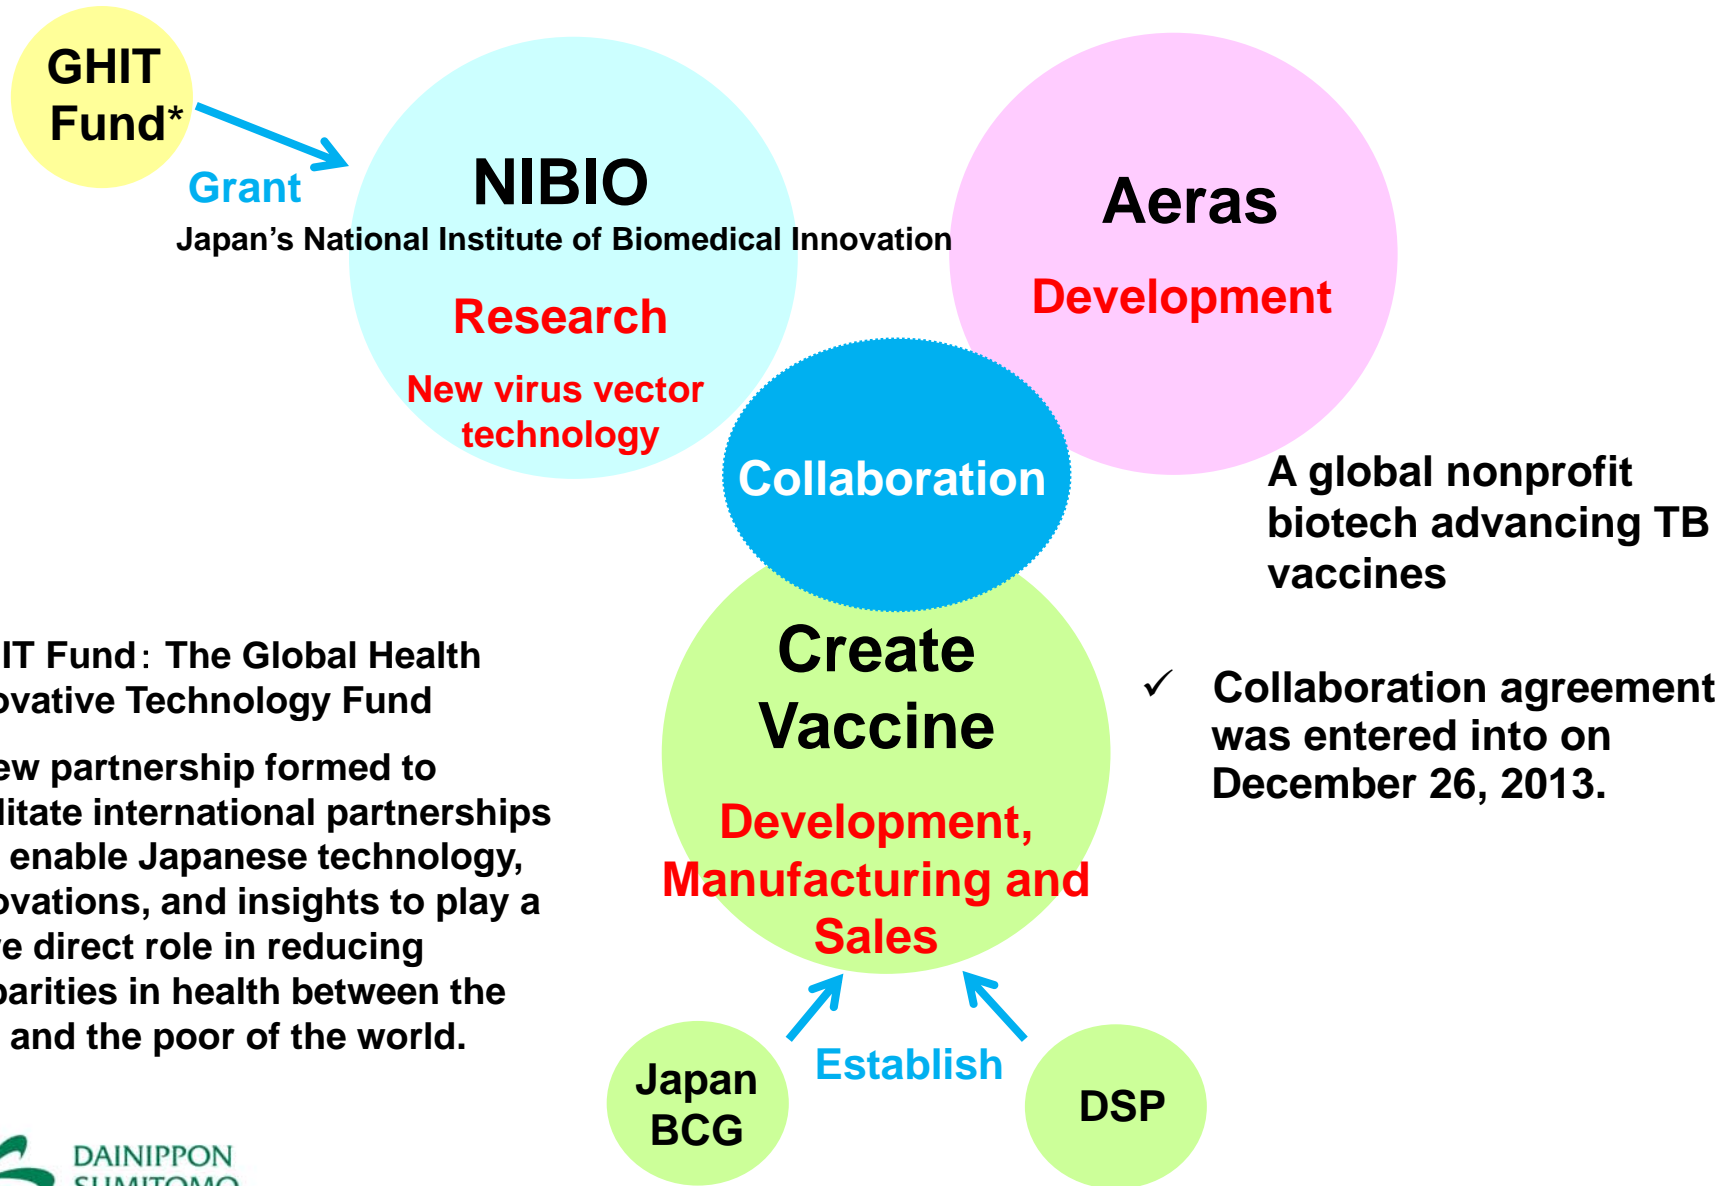 GHIT
Fund*
Grant
NIBIO
Japan’s National Institute of Biomedical Innovation
Research
New virus vector
technology
Aeras
Development
Collaboration
A global nonprofit
biotech advancing TB
vaccines
IT Fund: The Global Health
ovative Technology Fund
ew partnership formed to
litate international partnerships
enable Japanese technology,
ovations, and insights to play a
e direct role in reducing
parities in health between the
and the poor of the world.
Create
Vaccine
Development,
Manufacturing and
Sales
✓ Collaboration agreement
was entered into on
December 26, 2013.
Establish
Japan
BCG
DSP
DAINIPPON
SUMITOMO